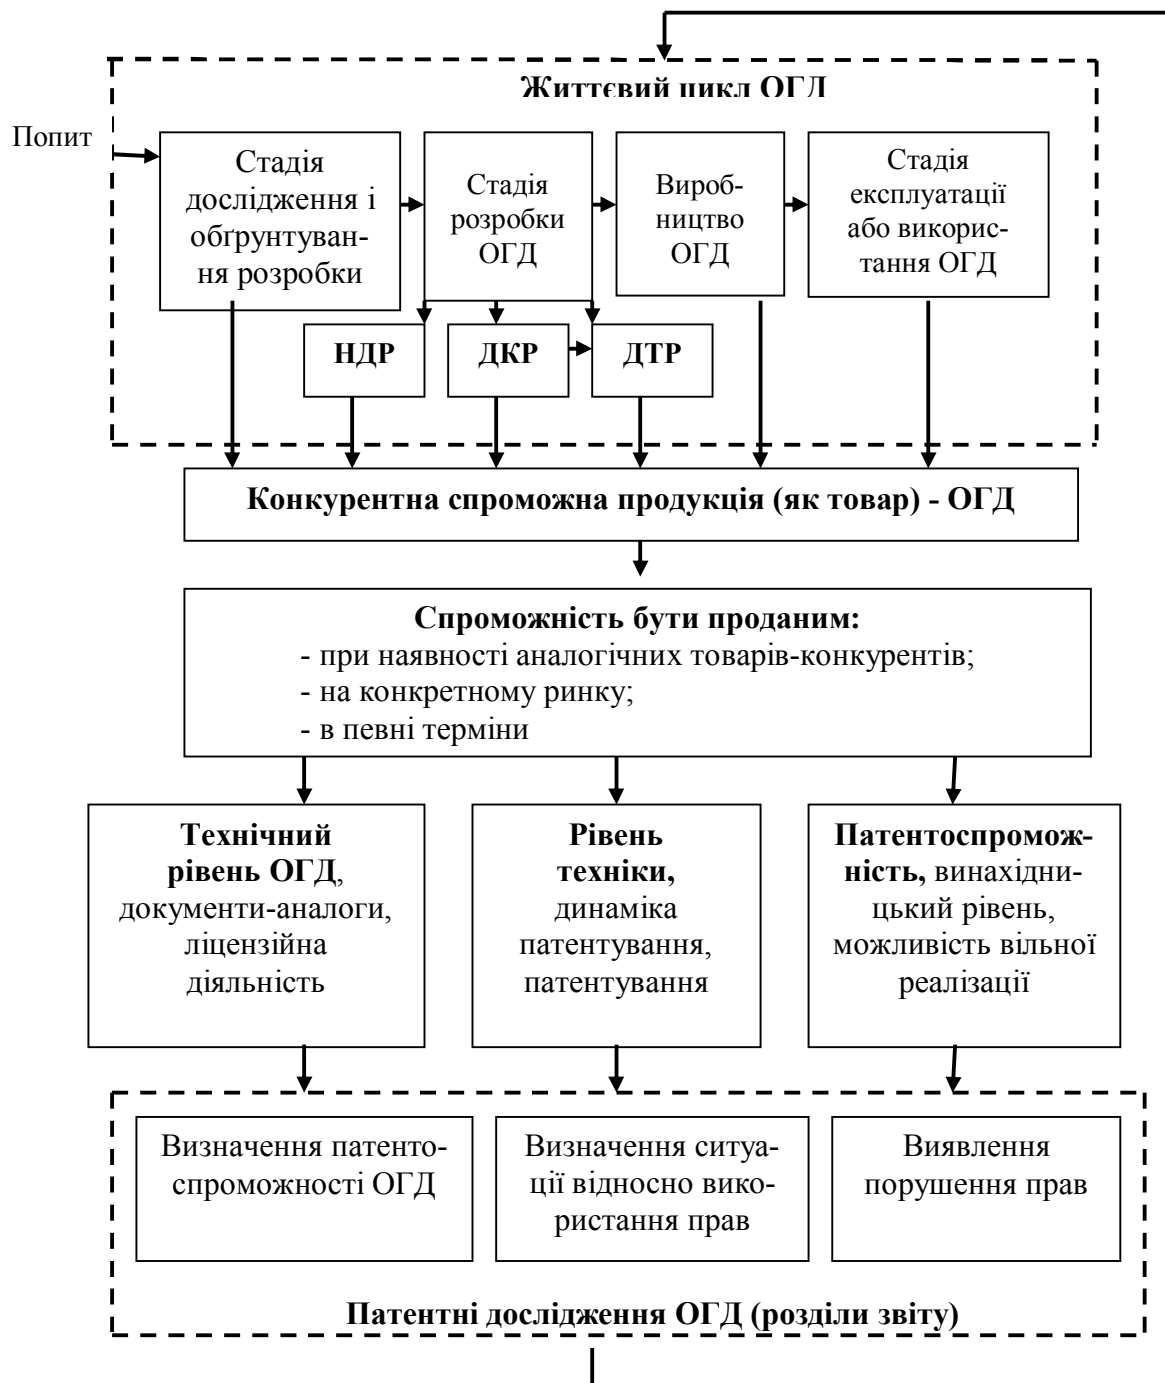 Життєвий цикл ОГД
Попит
Стадія
дослідження і
обґрунтуван-
ня розробки
Стадія
розробки
ОГД
Вироб-
ництво
ОГД
Стадія
експлуатації
або викорис-
тання ОГД
НДР
ДКР
ДТР
Конкурентна спроможна продукція (як товар) - ОГД
Спроможність бути проданим:
- при наявності аналогічних товарів-конкурентів;
- на конкретному ринку;
- в певні терміни
Технічний
рівень ОГД,
документи-аналоги,
ліцензійна
діяльність
Рівень
техніки,
динаміка
патентування,
патентування
Патентоспромож-
ність, винахідни-
цький рівень,
можливість вільної
реалізації
Визначення патенто-
спроможності ОГД
Визначення ситуа-
ції відносно вико-
ристання прав
Виявлення
порушення прав
Патентні дослідження ОГД (розділи звіту)